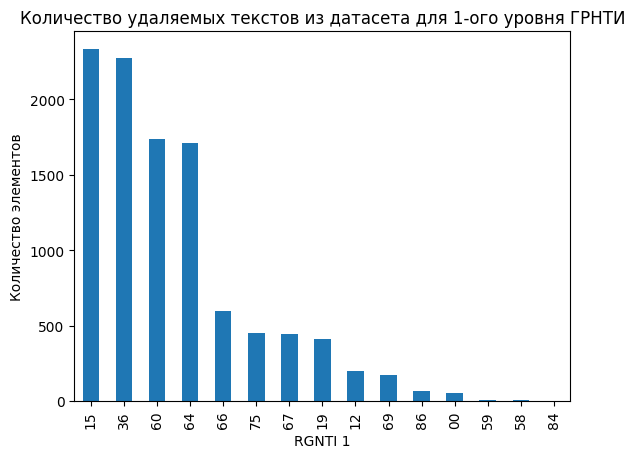 Количество удаляемых текстов из датасета для 1-ого уровня ГРНТИ
Количество элементов
2000
1500
1000
500
0
15 36 60 64 66 75 67 19 12 69 86 00 59 58 84
RGNTI 1